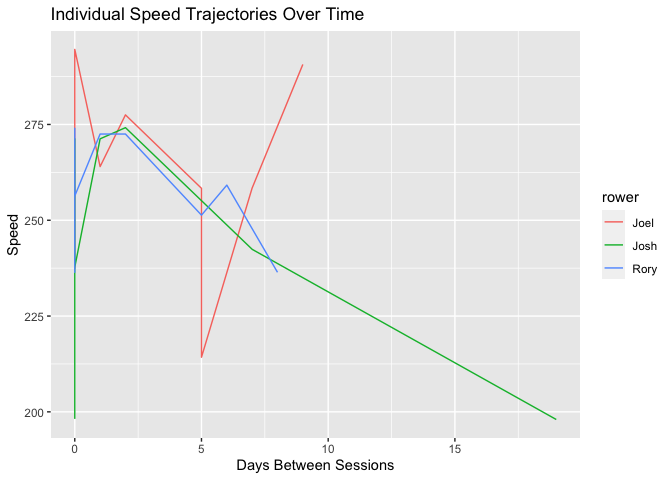 Individual Speed Trajectories Over Time
Speed
275
250
225
200
0
5
10
15
Days Between Sessions
rower
Joel
Josh
Rory